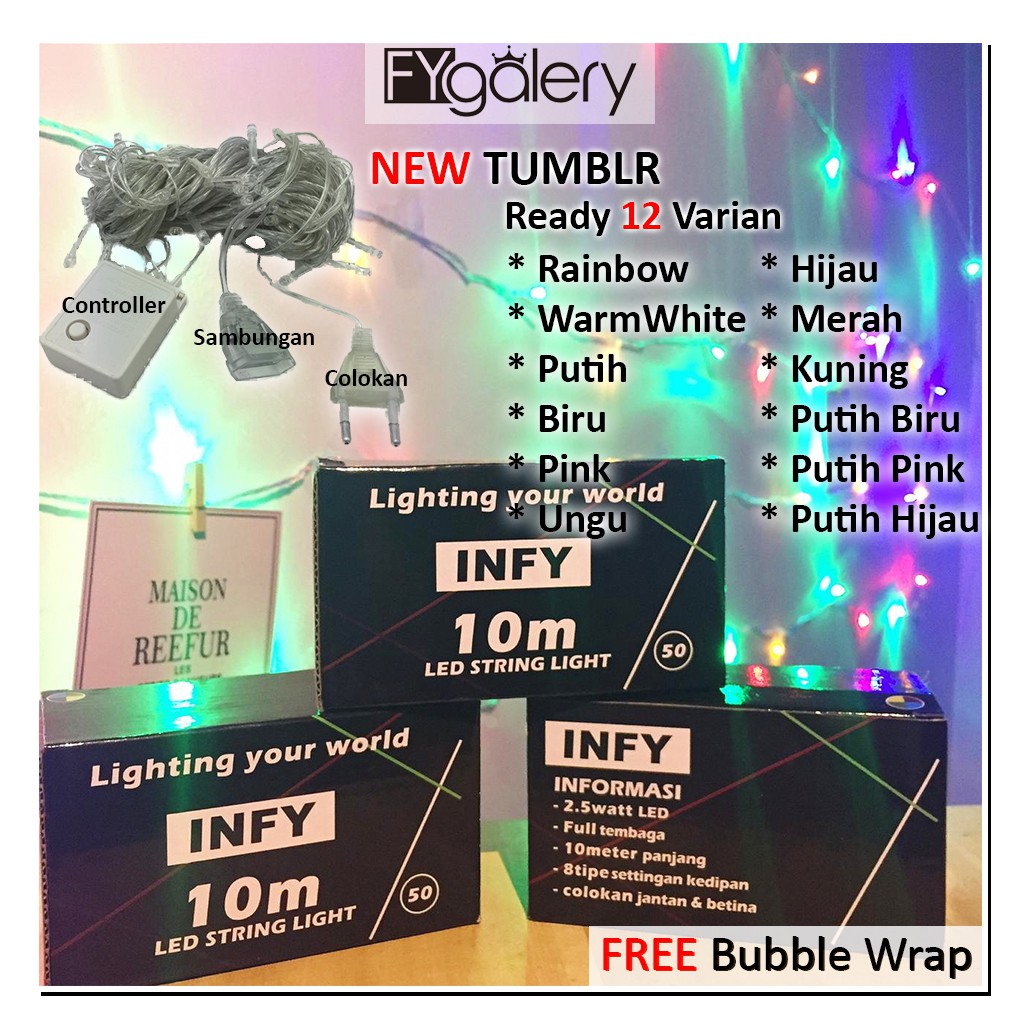 FYgalery
NEW TUMBLR
Ready 12 Varian
* Rainbow
* WarmWhite
* Putih
* Biru
* Pink
* Ungu
* Hijau
* Merah
* Kuning
* Putih Biru
* Putih Pink
* Putih Hijau
Controller
Sambungan
Colokan
Lighting your world
INFY
10m
LED STRING LIGHT
50
MAISON
DE
REEFUR
LES
Lighting your world
INFY
10m
LED STRING LIGHT
50
INFY
INFORMASI
- 2.5watt LED
- Full tembaga
- 10meter panjang
- 8tipe settingan kedipan
- colokan jantan & betina
FREE Bubble Wrap